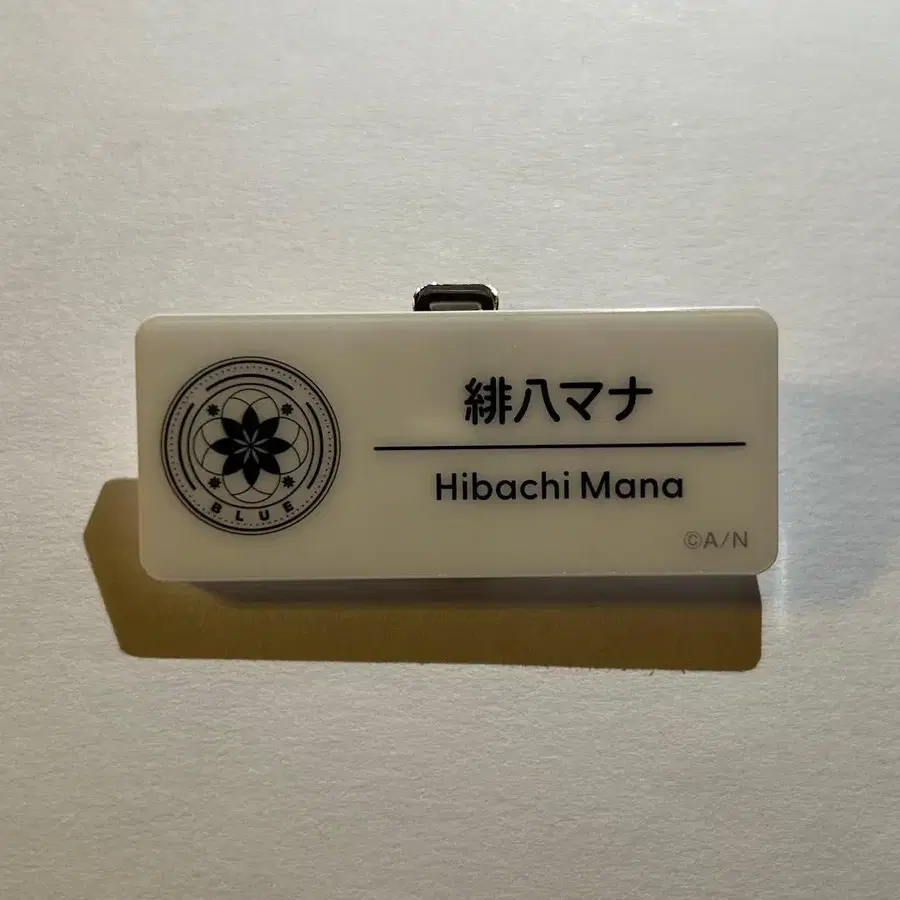 緋八マナ
Hibachi Mana
BLUE
©A/N